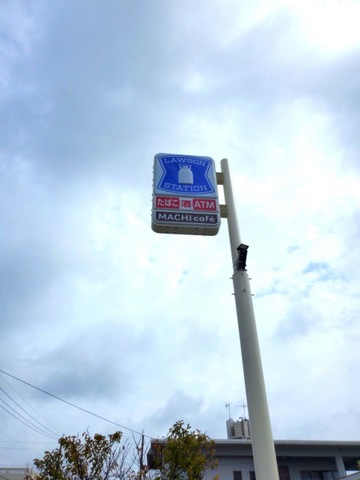 LAWSON
STATION
たばこ 酒 ATM
MACHI café